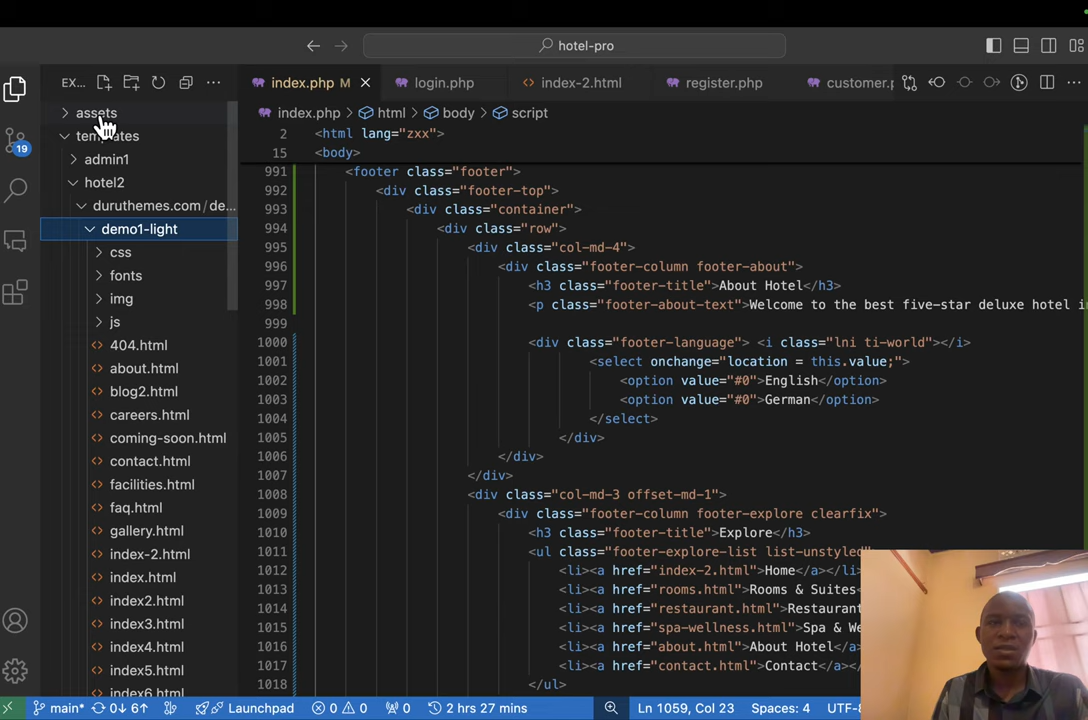 hotel-pro
EX... index.php M login.php index-2.html register.php customer.p
assets
index.php > html > body > script
templates
admin1
hotel2
duruthemes.com/de...
demo1-light
css
fonts
img
js
404.html
about.html
blog2.html
careers.html
coming-soon.html
contact.html
facilities.html
faq.html
gallery.html
index-2.html
index.html
index2.html
index3.html
index4.html
index5.html
index6.html
19
2 <html lang="zxx">
15 <body>
991 <footer class="footer">
992 <div class="footer-top">
993 <div class="container">
994 <div class="row">
995 <div class="col-md-4">
996 <div class="footer-column footer-about">
997 <h3 class="footer-title">About Hotel</h3>
998 <p class="footer-about-text">Welcome to the best five-star deluxe hotel i
999
1000 <div class="footer-language"> <i class="lni ti-world"></i>
1001 <select onchange="location = this.value;">
1002 <option value="#0">English</option>
1003 <option value="#0">German</option>
1004 </select>
1005 </div>
1006 </div>
1007 </div>
1008 <div class="col-md-3 offset-md-1">
1009 <div class="footer-column footer-explore clearfix">
1010 <h3 class="footer-title">Explore</h3>
1011 <ul class="footer-explore-list list-unstyled"
1012 <li><a href="index-2.html">Home</a></li>
1013 <li><a href="rooms.html">Rooms & Suites<
1014 <li><a href="restaurant.html">Restaurant
1015 <li><a href="spa-wellness.html">Spa & We
1016 <li><a href="about.html">About Hotel</a>
1017 <li><a href="contact.html">Contact</a></
1018 </ul>
main* 0↓ 6↑ Launchpad 0 0 0 2 hrs 27 mins Ln 1059, Col 23 Spaces: 4 UTF-8